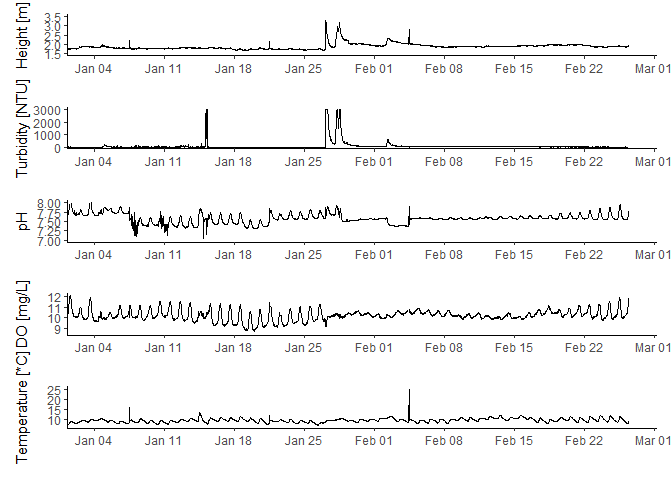 Height [m]
3.5
3.0
2.5
2.0
1.5
Jan 04 Jan 11 Jan 18 Jan 25 Feb 01 Feb 08 Feb 15 Feb 22 Mar 01
Turbidity [NTU]
3000
2000
1000
0
Jan 04 Jan 11 Jan 18 Jan 25 Feb 01 Feb 08 Feb 15 Feb 22 Mar 01
pH
8.00
7.75
7.50
7.25
7.00
Jan 04 Jan 11 Jan 18 Jan 25 Feb 01 Feb 08 Feb 15 Feb 22 Mar 01
DO [mg/L]
12
11
10
9
Jan 04 Jan 11 Jan 18 Jan 25 Feb 01 Feb 08 Feb 15 Feb 22 Mar 01
Temperature [*C]
25
20
15
10
Jan 04 Jan 11 Jan 18 Jan 25 Feb 01 Feb 08 Feb 15 Feb 22 Mar 01